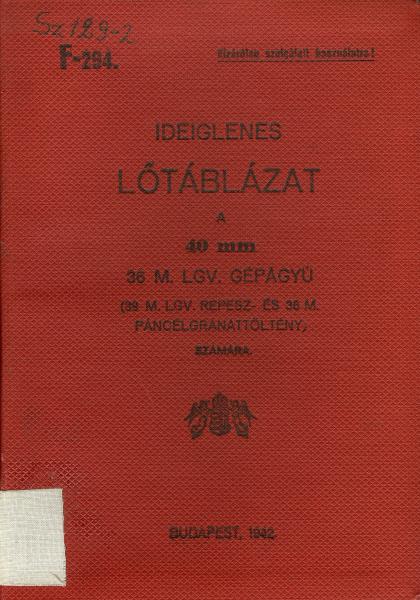 Sz 129-2
F-294.
Kizárólag szolgálati használatra!
IDEIGLENES
LŐTÁBLÁZAT
A
40 mm
36 M. LGV. GÉPÁGYÚ
(39 M. LGV. REPESZ- ÉS 36 M.
PÁNCÉLGRÁNÁTTÖLTÉNY)
SZÁMÁRA.
BUDAPEST, 1942.